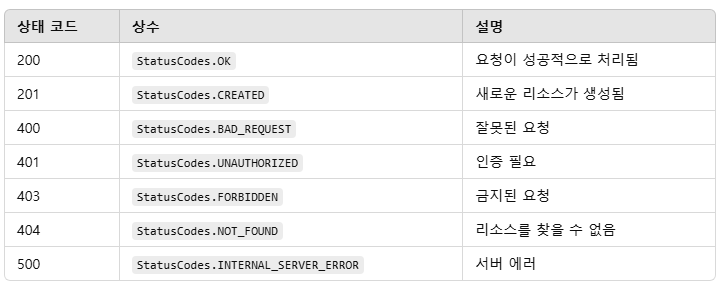 상태 코드 상수 설명
200 StatusCodes.OK 요청이 성공적으로 처리됨
201 StatusCodes.CREATED 새로운 리소스가 생성됨
400 StatusCodes.BAD_REQUEST 잘못된 요청
401 StatusCodes.UNAUTHORIZED 인증 필요
403 StatusCodes.FORBIDDEN 금지된 요청
404 StatusCodes.NOT_FOUND 리소스를 찾을 수 없음
500 StatusCodes.INTERNAL_SERVER_ERROR 서버 에러